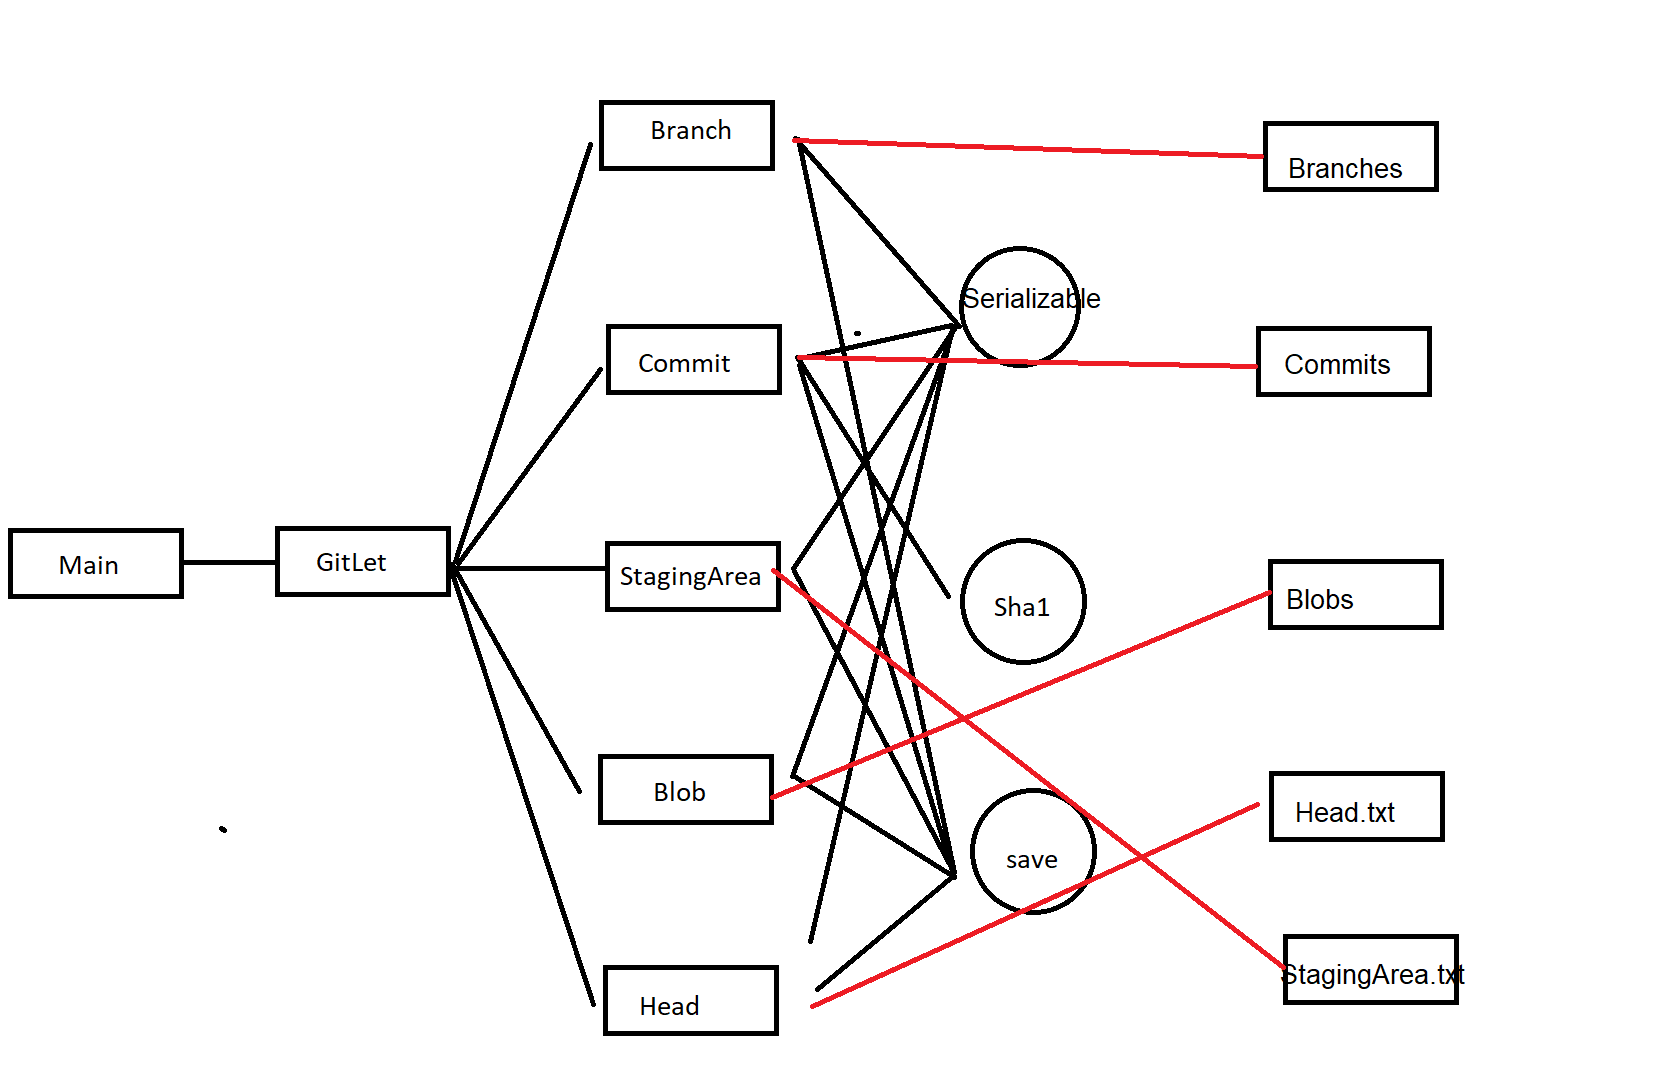 Main
GitLet
Branch
Commit
StagingArea
Blob
Head
Serializable
Sha1
save
Branches
Commits
Blobs
Head.txt
StagingArea.txt